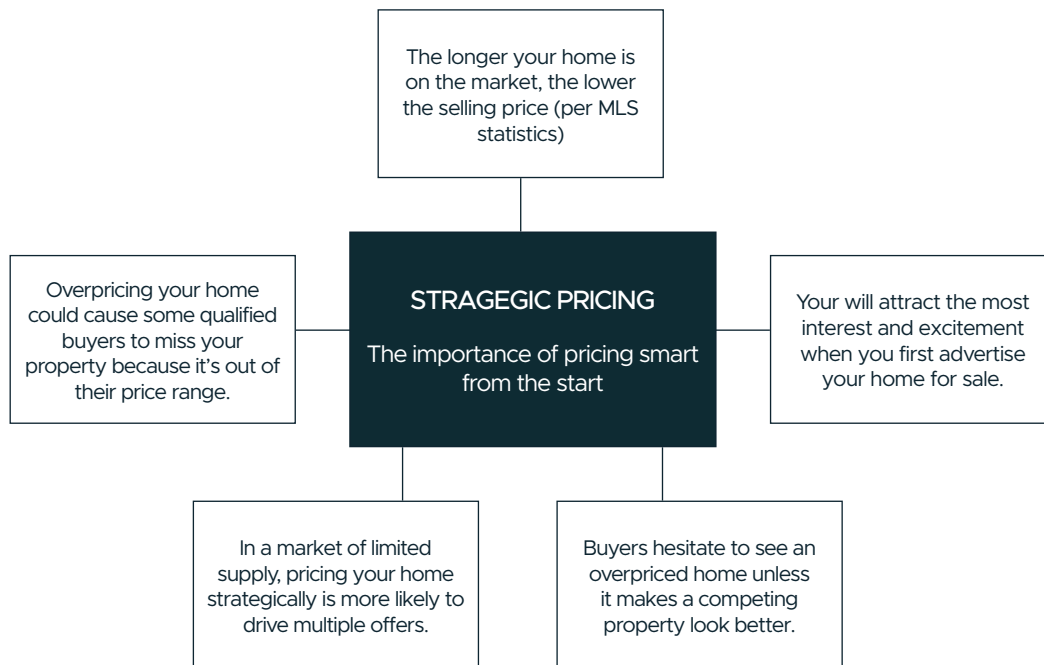 The longer your home is
on the market, the lower
the selling price (per MLS
statistics)
Overpricing your home
could cause some qualified
buyers to miss your
property because it’s out of
their price range.
STRAGEGIC PRICING
The importance of pricing smart
from the start
Your will attract the most
interest and excitement
when you first advertise
your home for sale.
In a market of limited
supply, pricing your home
strategically is more likely to
drive multiple offers.
Buyers hesitate to see an
overpriced home unless
it makes a competing
property look better.